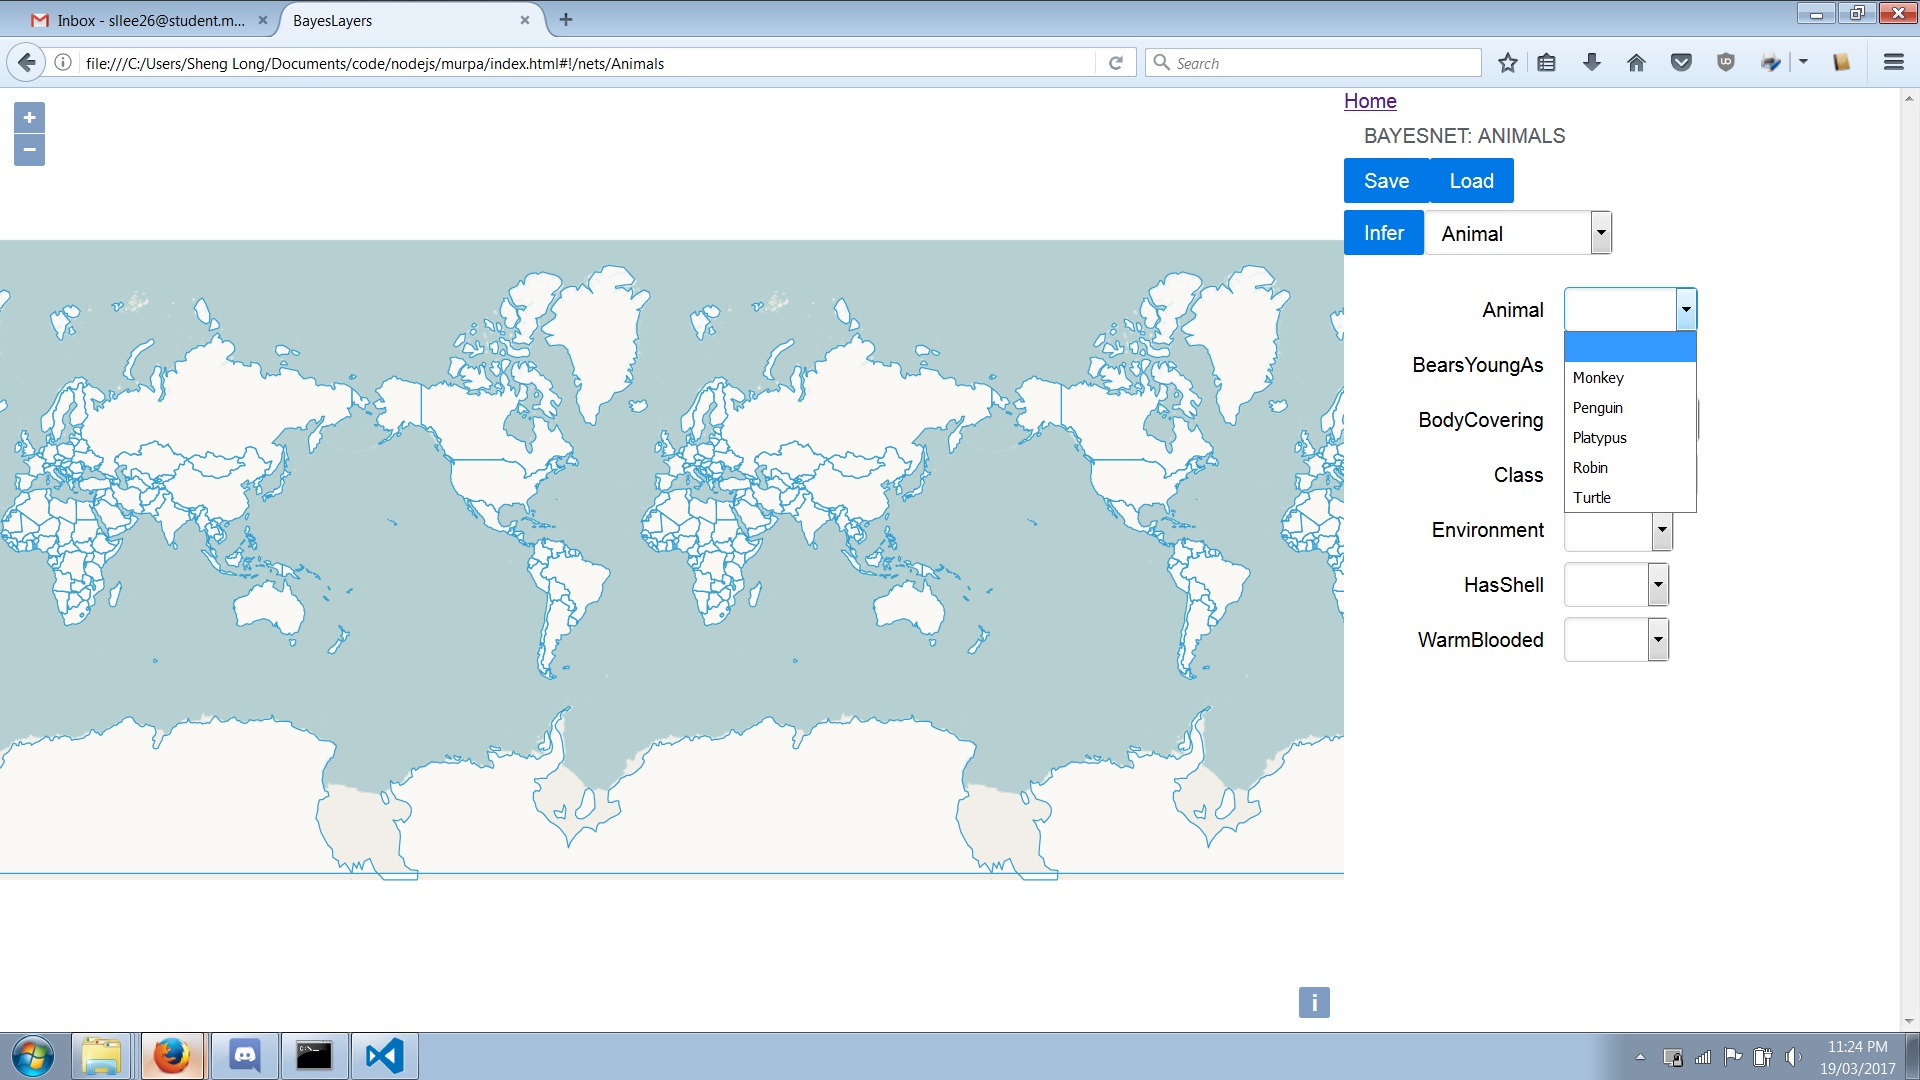 Inbox - sllee26@student.m...
BayesLayers
file:///C:/Users/Sheng Long/Documents/code/nodejs/murpa/index.html#!/nets/Animals
Search
+
−
Home
BAYESNET: ANIMALS
Save
Load
Infer
Animal
Animal
BearsYoungAs
Monkey
Penguin
BodyCovering
Platypus
Robin
Class
Turtle
Environment
HasShell
WarmBlooded
i
11:24 PM
19/03/2017